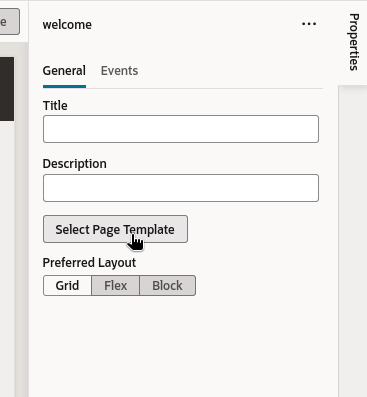 e
welcome
Properties
General Events
Title
Description
Select Page Template
Preferred Layout
Grid Flex Block